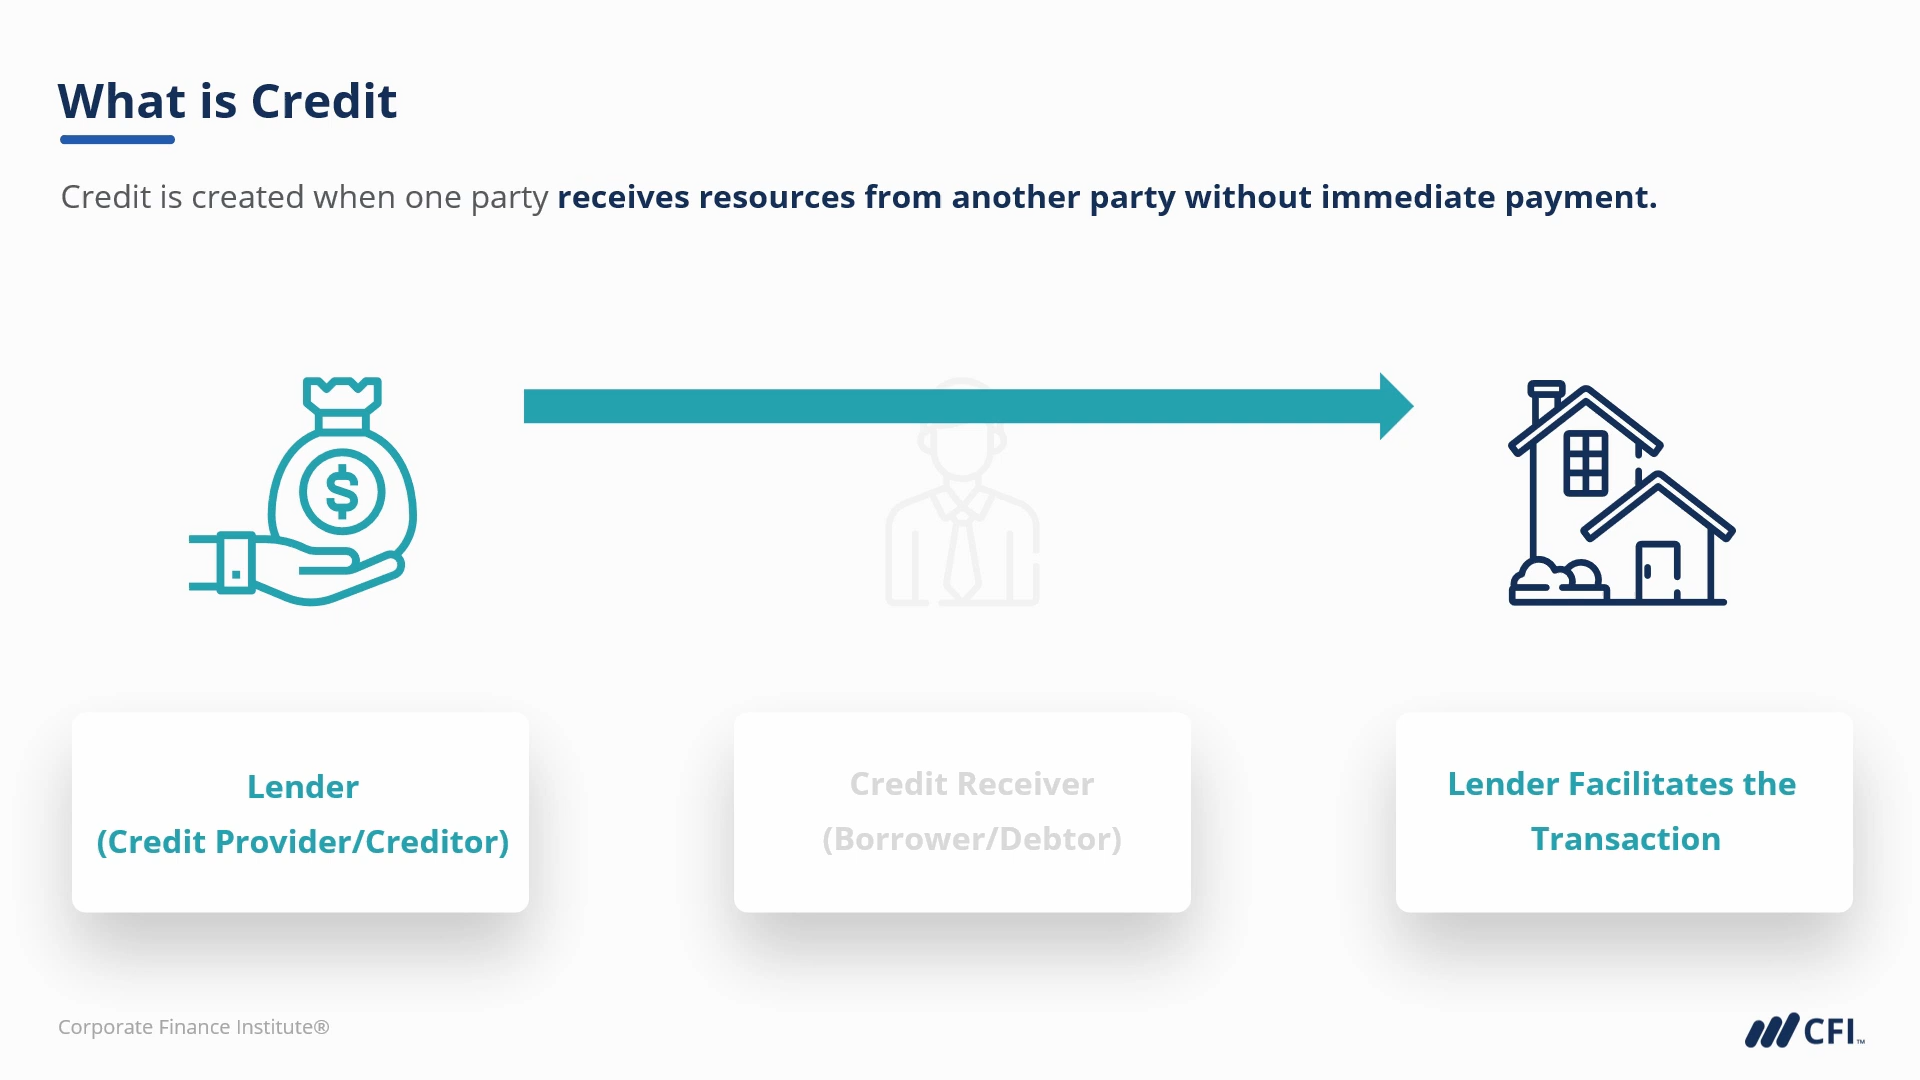 What is Credit
Credit is created when one party receives resources from another party without immediate payment.
$
Lender
(Credit Provider/Creditor)
Credit Receiver
(Borrower/Debtor)
Lender Facilitates the
Transaction
Corporate Finance Institute®
CFI™